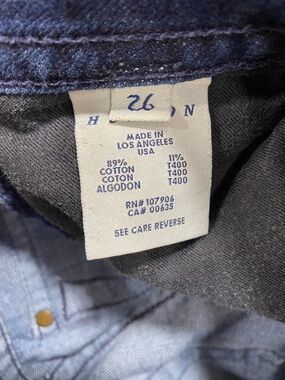 26
H N
MADE IN
LOS ANGELES
USA
89% 11%
COTTON T400
COTON T400
ALGODON T400
RN# 107906
CA# 00635
SEE CARE REVERSE